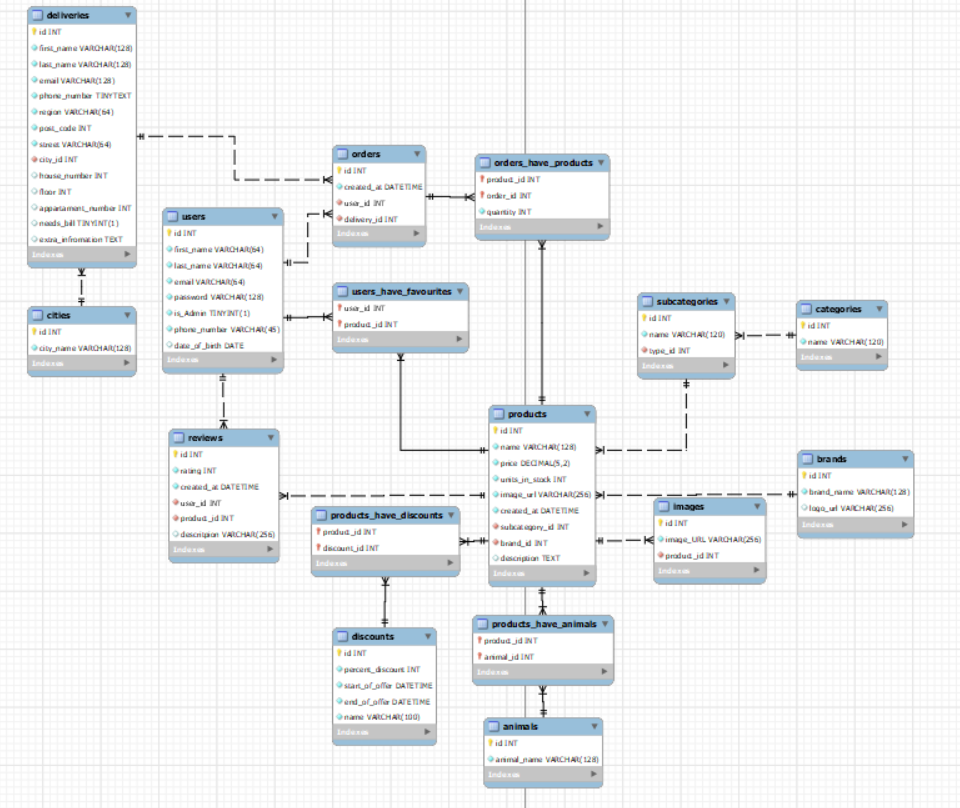 deliveries
id INT
first_name VARCHAR(128)
last_name VARCHAR(128)
email VARCHAR(128)
phone_number TINYTEXT
region VARCHAR(64)
post_code INT
street VARCHAR(64)
city_id INT
house_number INT
floor INT
appartament_number INT
needs_bill TINYINT(1)
extra_infromation TEXT
Indexes
cities
id INT
city_name VARCHAR(128)
Indexes
users
id INT
first_name VARCHAR(64)
last_name VARCHAR(64)
email VARCHAR(64)
password VARCHAR(128)
is_Admin TINYINT(1)
phone_number VARCHAR(45)
date_of_birth DATE
Indexes
orders
id INT
created_at DATETIME
user_id INT
delivery_id INT
Indexes
orders_have_products
product_id INT
order_id INT
quantity INT
Indexes
users_have_favourites
user_id INT
product_id INT
Indexes
subcategories
id INT
name VARCHAR(120)
type_id INT
Indexes
categories
id INT
name VARCHAR(120)
Indexes
reviews
id INT
rating INT
created_at DATETIME
user_id INT
product_id INT
descritpion VARCHAR(256)
Indexes
products
id INT
name VARCHAR(128)
price DECIMAL(5,2)
units_in_stock INT
image_url VARCHAR(256)
created_at DATETIME
subcategory_id INT
brand_id INT
description TEXT
Indexes
brands
id INT
brand_name VARCHAR(128)
logo_url VARCHAR(256)
Indexes
images
id INT
image_URL VARCHAR(256)
product_id INT
Indexes
products_have_discounts
product_id INT
discount_id INT
Indexes
discounts
id INT
percent_discount INT
start_of_offer DATETIME
end_of_offer DATETIME
name VARCHAR(100)
Indexes
products_have_animals
product_id INT
animal_id INT
Indexes
animals
id INT
animal_name VARCHAR(128)
Indexes